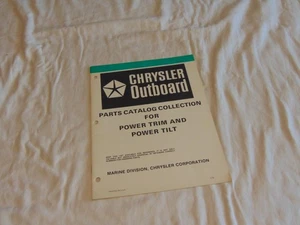 CHRYSLER
Outboard
PARTS CATALOG COLLECTION
FOR
POWER TRIM AND
POWER TILT
MARINE DIVISION, CHRYSLER CORPORATION